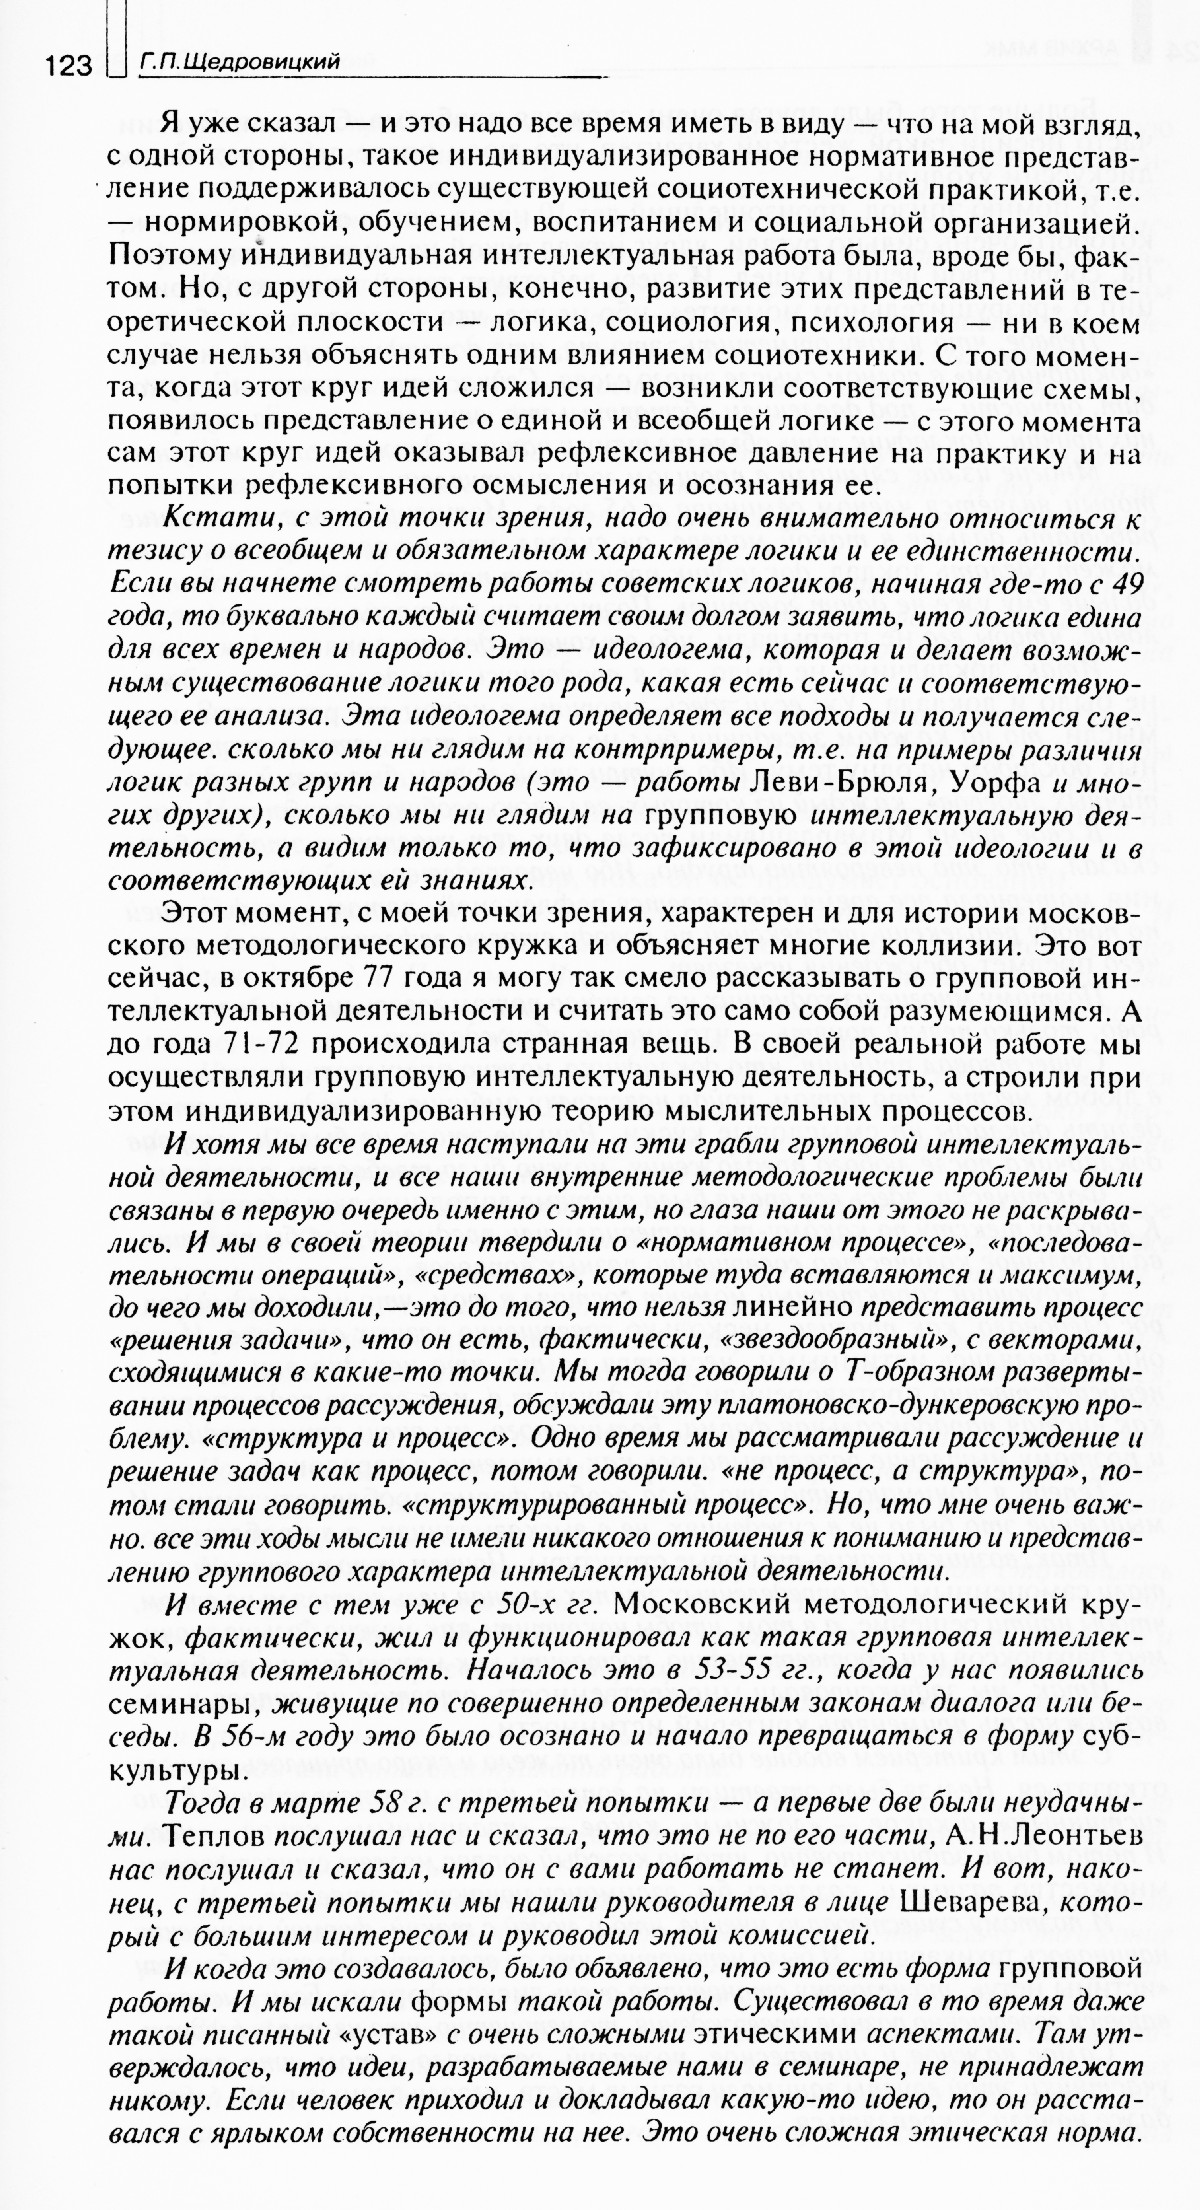 123 Г.П.Щедровицкий
Я уже сказал — и это надо все время иметь в виду — что на мой взгляд,
с одной стороны, такое индивидуализированное нормативное представ-
ление поддерживалось существующей социотехнической практикой, т.е.
— нормировкой, обучением, воспитанием и социальной организацией.
Поэтому индивидуальная интеллектуальная работа была, вроде бы, фак-
том. Но, с другой стороны, конечно, развитие этих представлений в те-
оретической плоскости — логика, социология, психология — ни в коем
случае нельзя объяснять одним влиянием социотехники. С того момен-
та, когда этот круг идей сложился — возникли соответствующие схемы,
появилось представление о единой и всеобщей логике — с этого момента
сам этот круг идей оказывал рефлексивное давление на практику и на
попытки рефлексивного осмысления и осознания ее.
Кстати, с этой точки зрения, надо очень внимательно относиться к
тезису о всеобщем и обязательном характере логики и ее единственности.
Если вы начнете смотреть работы советских логиков, начиная где-то с 49
года, то буквально каждый считает своим долгом заявить, что логика едина
для всех времен и народов. Это — идеологема, которая и делает возмож-
ным существование логики того рода, какая есть сейчас и соответствую-
щего ее анализа. Эта идеологема определяет все подходы и получается сле-
дующее. сколько мы ни глядим на контрпримеры, т.е. на примеры различия
логик разных групп и народов (это — работы Леви-Брюля, Уорфа и мно-
гих других), сколько мы ни глядим на групповую интеллектуальную дея-
тельность, а видим только то, что зафиксировано в этой идеологии и в
соответствующих ей знаниях.
Этот момент, с моей точки зрения, характерен и для истории москов-
ского методологического кружка и объясняет многие коллизии. Это вот
сейчас, в октябре 77 года я могу так смело рассказывать о групповой ин-
теллектуальной деятельности и считать это само собой разумеющимся. А
до года 71-72 происходила странная вещь. В своей реальной работе мы
осуществляли групповую интеллектуальную деятельность, а строили при
этом индивидуализированную теорию мыслительных процессов.
И хотя мы все время наступали на эти грабли групповой интеллектуаль-
ной деятельности, и все наши внутренние методологические проблемы были
связаны в первую очередь именно с этим, но глаза наши от этого не раскрыва-
лись. И мы в своей теории твердили о «нормативном процессе», «последова-
тельности операций», «средствах», которые туда вставляются и максимум,
до чего мы доходили,—это до того, что нельзя линейно представить процесс
«решения задачи», что он есть, фактически, «звездообразный», с векторами,
сходящимися в какие-то точки. Мы тогда говорили о Т-образном разверты-
вании процессов рассуждения, обсуждали эту платоновско-дункеровскую про-
блему. «структура и процесс». Одно время мы рассматривали рассуждение и
решение задач как процесс, потом говорили. «не процесс, а структура», по-
том стали говорить. «структурированный процесс». Но, что мне очень важ-
но. все эти ходы мысли не имели никакого отношения к пониманию и представ-
лению группового характера интеллектуальной деятельности.
И вместе с тем уже с 50-х гг. Московский методологический кру-
жок, фактически, жил и функционировал как такая групповая интеллек-
туальная деятельность. Началось это в 53-55 гг., когда у нас появились
семинары, живущие по совершенно определенным законам диалога или бе-
седы. В 56-м году это было осознано и начало превращаться в форму суб-
культуры.
Тогда в марте 58 г. с третьей попытки — а первые две были неудачны-
ми. Теплов послушал нас и сказал, что это не по его части, А.Н.Леонтьев
нас послушал и сказал, что он с вами работать не станет. И вот, нако-
нец, с третьей попытки мы нашли руководителя в лице Шеварева, кото-
рый с большим интересом и руководил этой комиссией.
И когда это создавалось, было объявлено, что это есть форма групповой
работы. И мы искали формы такой работы. Существовал в то время даже
такой писанный «устав» с очень сложными этическими аспектами. Там ут-
верждалось, что идеи, разрабатываемые нами в семинаре, не принадлежат
никому. Если человек приходил и докладывал какую-то идею, то он расста-
вался с ярлыком собственности на нее. Это очень сложная этическая норма.